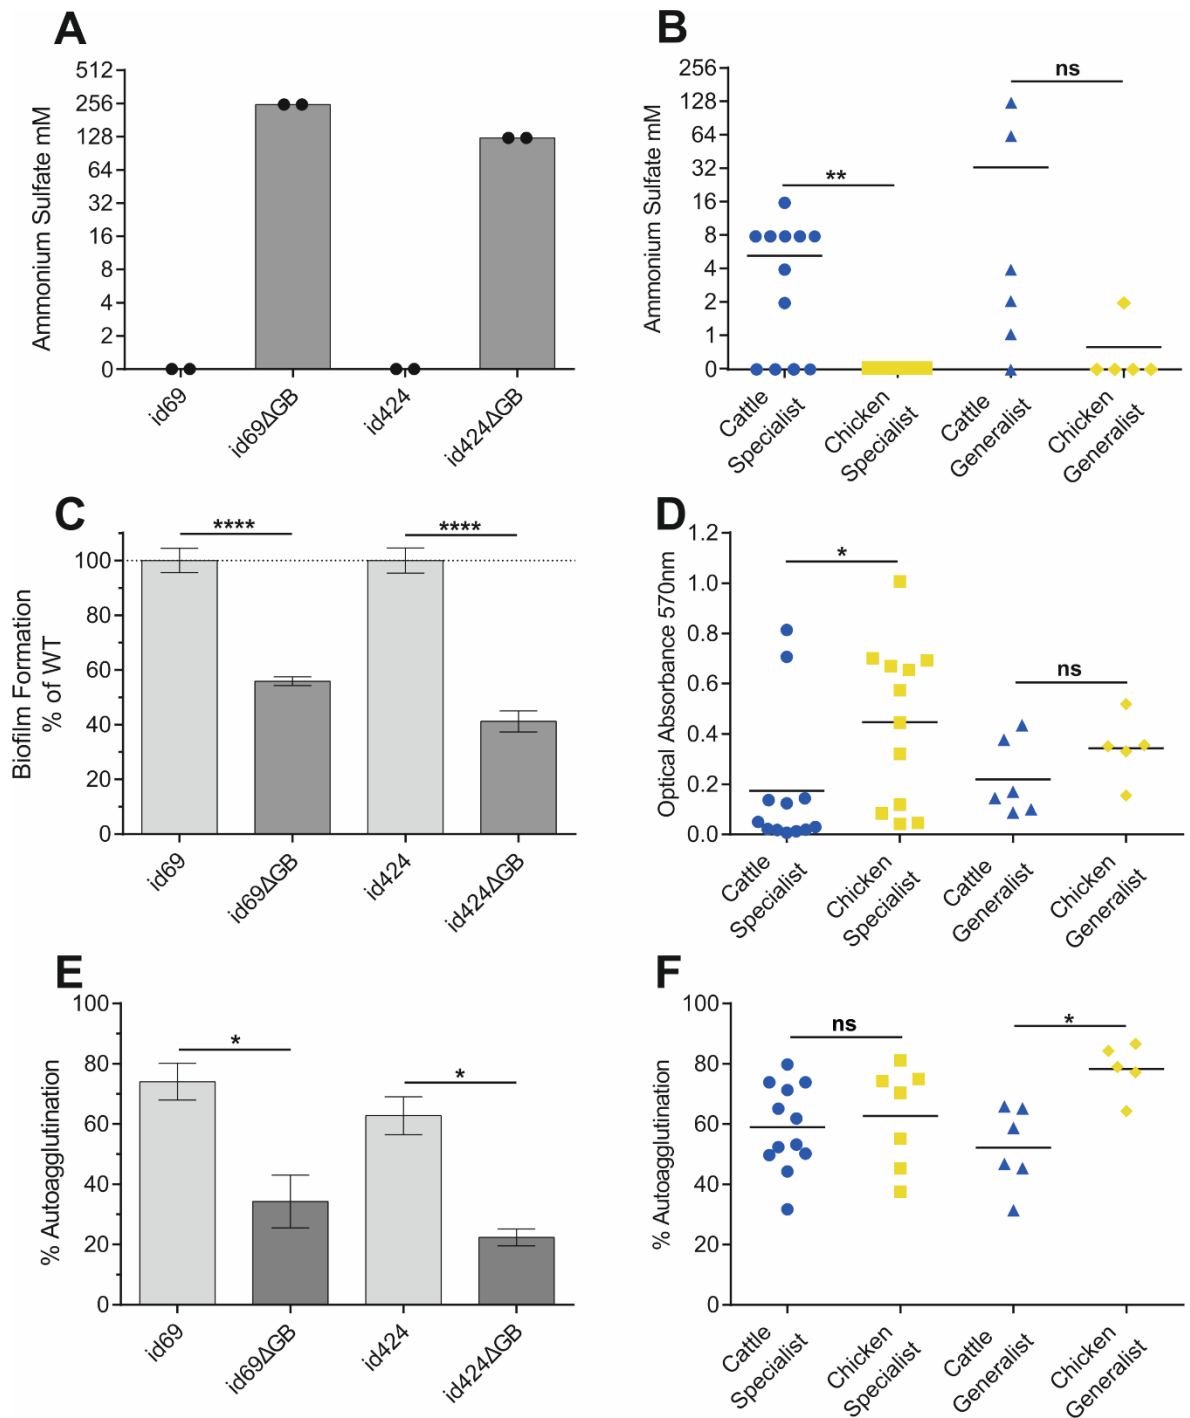 A
Ammonium Sulfate mM
512
256
128
64
32
16
8
4
2
0
id69
id69ΔGB
id424
id424ΔGB
B
Ammonium Sulfate mM
256
128
64
32
16
8
4
2
1
0
**
ns
Cattle
Specialist
Chicken
Specialist
Cattle
Generalist
Chicken
Generalist
C
Biofilm Formation
% of WT
100
80
60
40
20
0
****
****
id69
id69ΔGB
id424
id424ΔGB
D
Optical Absorbance 570nm
1.2
1.0
0.8
0.6
0.4
0.2
0.0
*
ns
Cattle
Specialist
Chicken
Specialist
Cattle
Generalist
Chicken
Generalist
E
% Autoagglutination
100
80
60
40
20
0
*
*
id69
id69ΔGB
id424
id424ΔGB
F
% Autoagglutination
100
80
60
40
20
0
ns
*
Cattle
Specialist
Chicken
Specialist
Cattle
Generalist
Chicken
Generalist